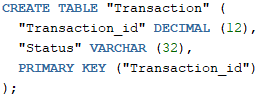 CREATE TABLE "Transaction" (
"Transaction_id" DECIMAL (12),
"Status" VARCHAR (32),
PRIMARY KEY ("Transaction_id")
);